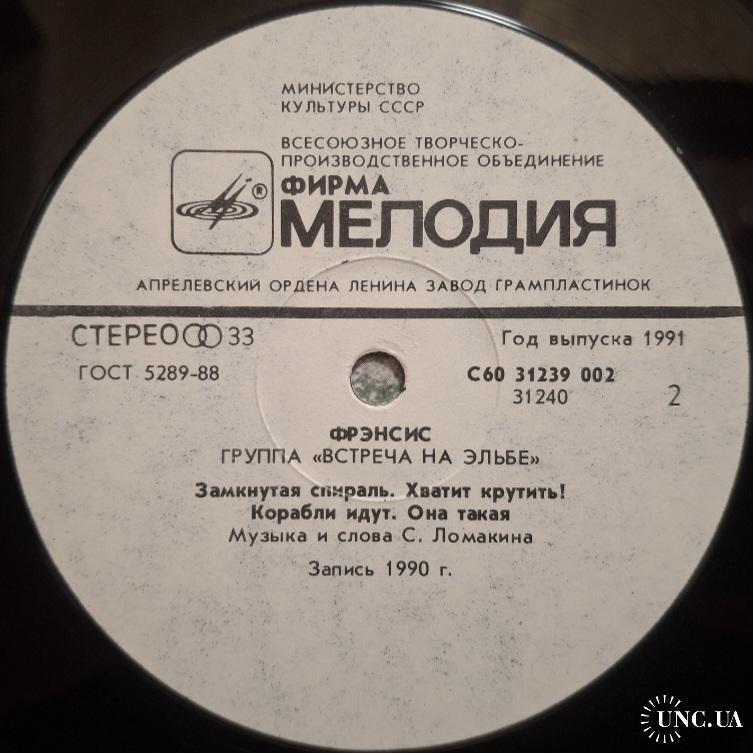 МИНИСТЕРСТВО
КУЛЬТУРЫ СССР
ВСЕСОЮЗНОЕ ТВОРЧЕСКО-
ПРОИЗВОДСТВЕННОЕ ОБЪЕДИНЕНИЕ
®
ФИРМА
МЕЛОДИЯ
АПРЕЛЕВСКИЙ ОРДЕНА ЛЕНИНА ЗАВОД ГРАМПЛАСТИНОК
СТЕРЕО 33
Год выпуска 1991
ГОСТ 5289-88
С60 31239 002
31240
2
ФРЭНСИС
ГРУППА «ВСТРЕЧА НА ЭЛЬБЕ»
Замкнутая спираль. Хватит крутить!
Корабли идут. Она такая
Музыка и слова С. Ломакина
Запись 1990 г.
UNC.UA